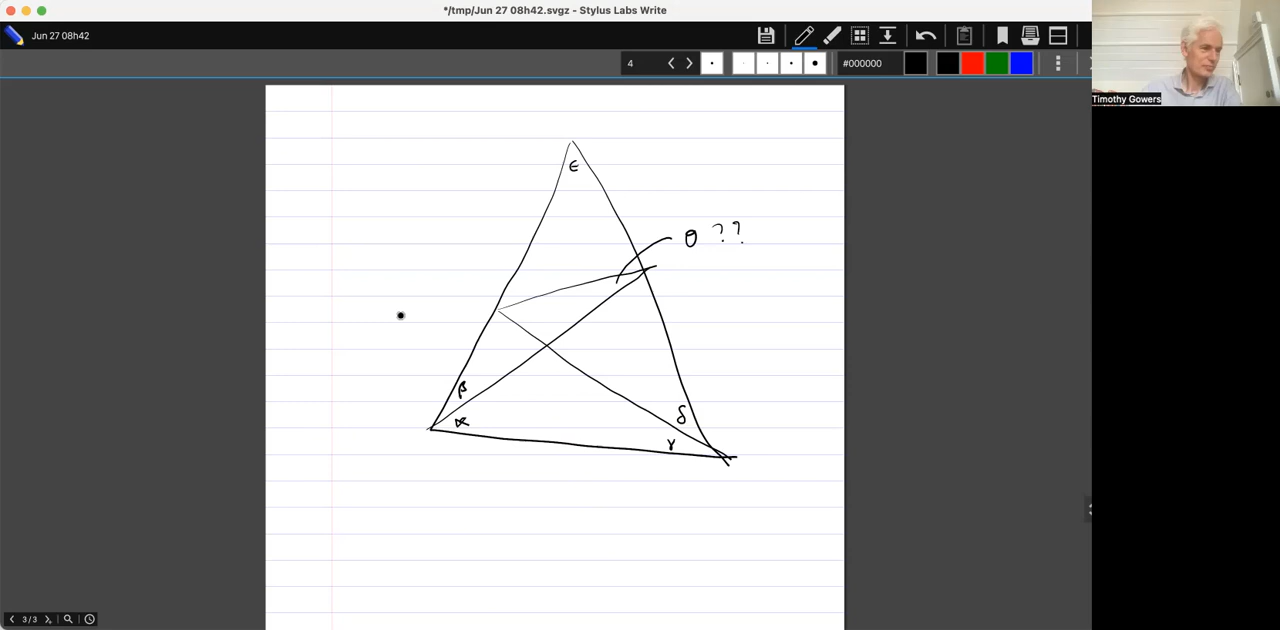 */tmp/Jun 27 08h42.svgz - Stylus Labs Write
Jun 27 08h42
4
#000000
Timothy Gowers
ϵ
θ ??
β
α
δ
γ
3/3